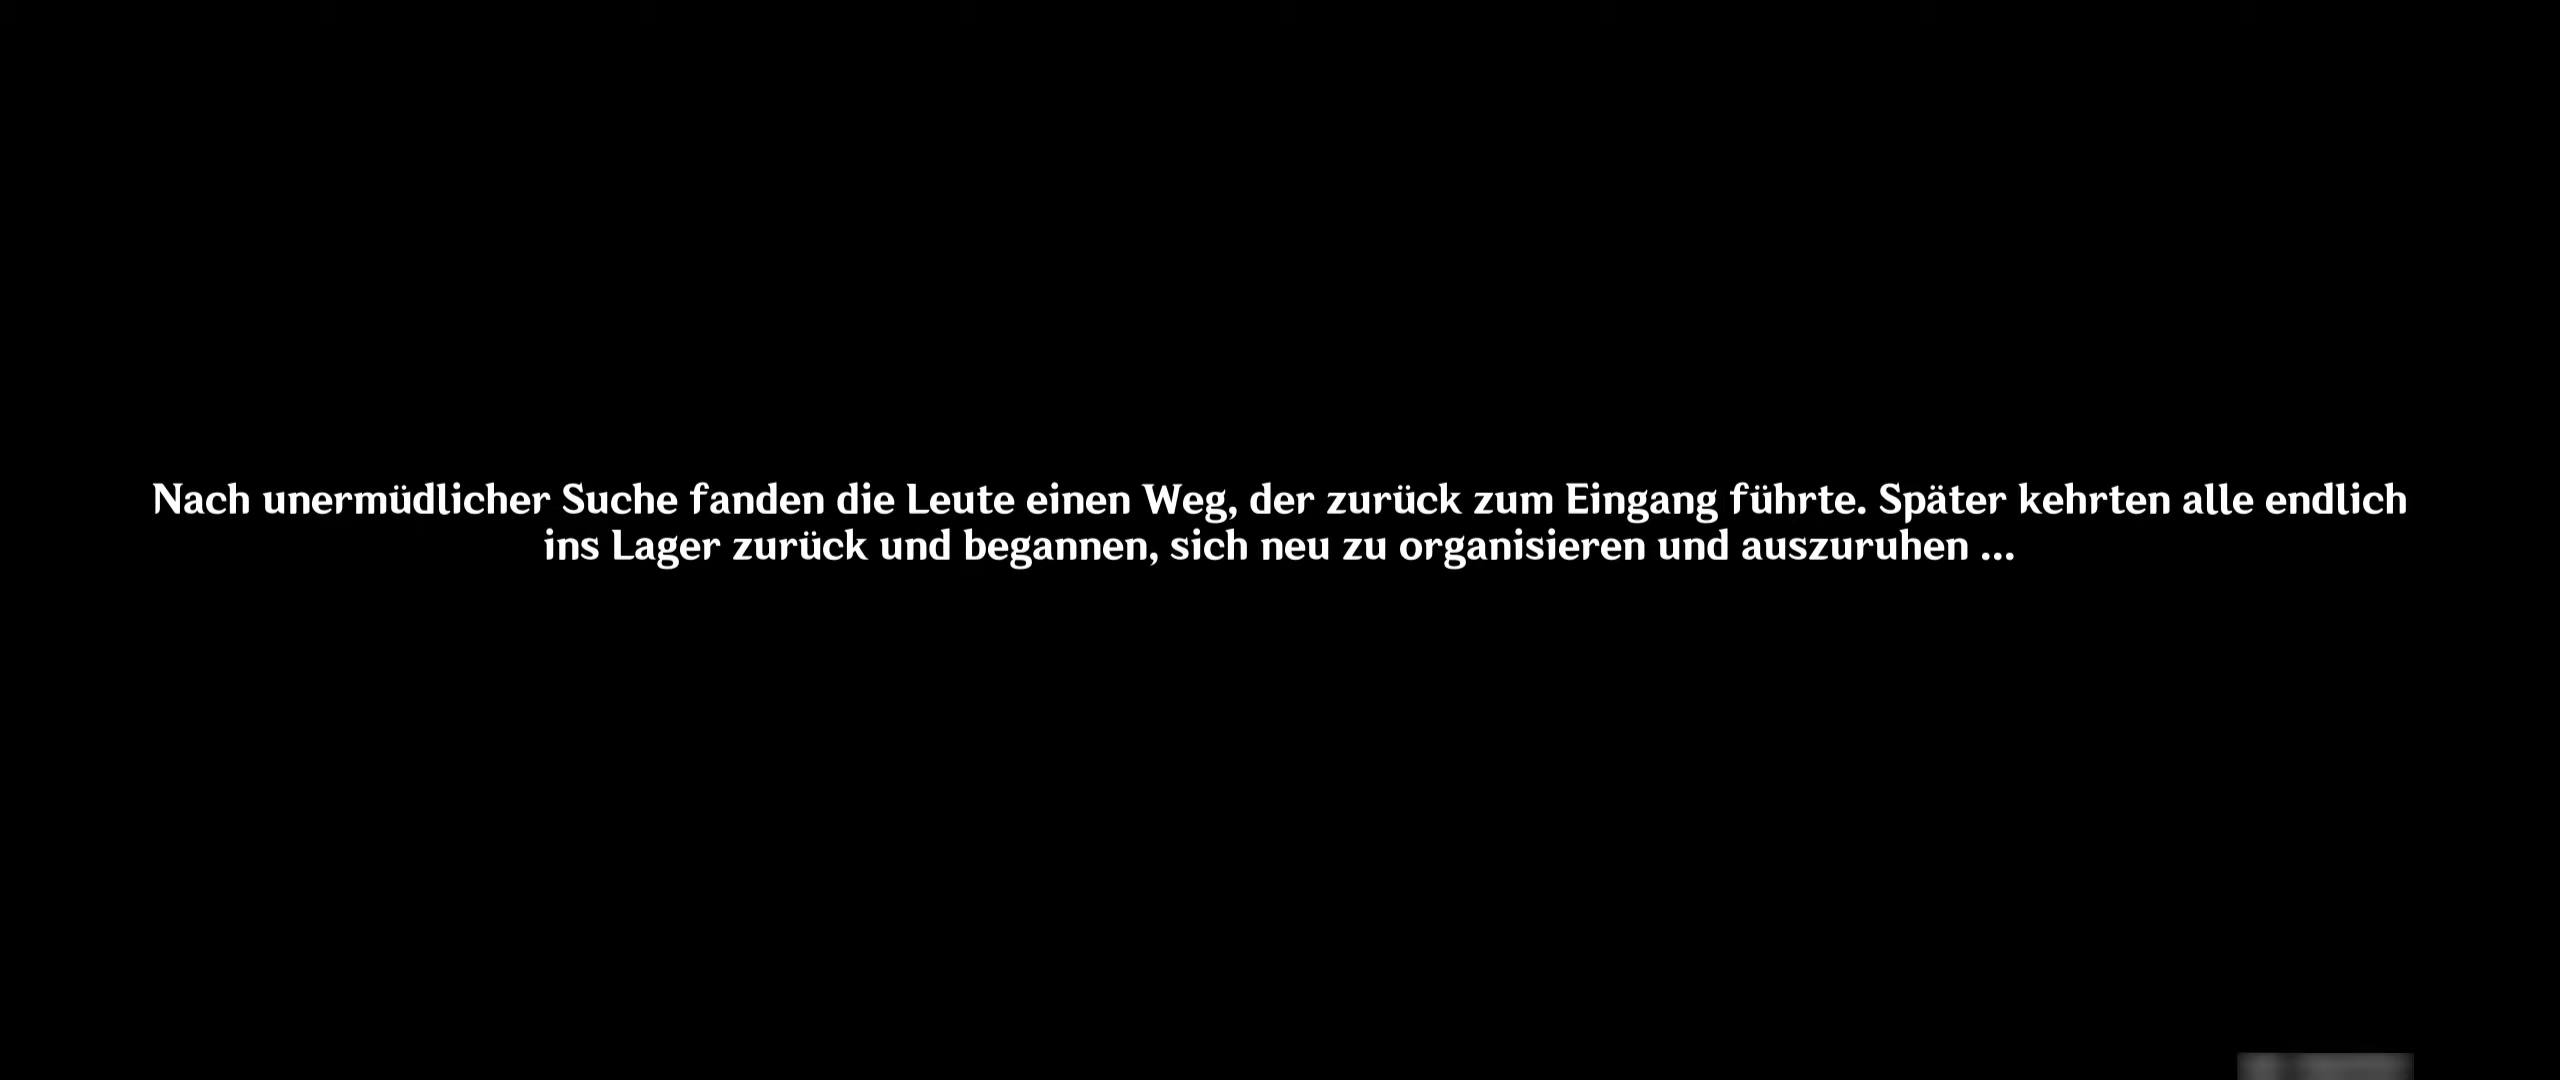 Nach unermüdlicher Suche fanden die Leute einen Weg, der zurück zum Eingang führte. Später kehrten alle endlich
ins Lager zurück und begannen, sich neu zu organisieren und auszuruhen ...